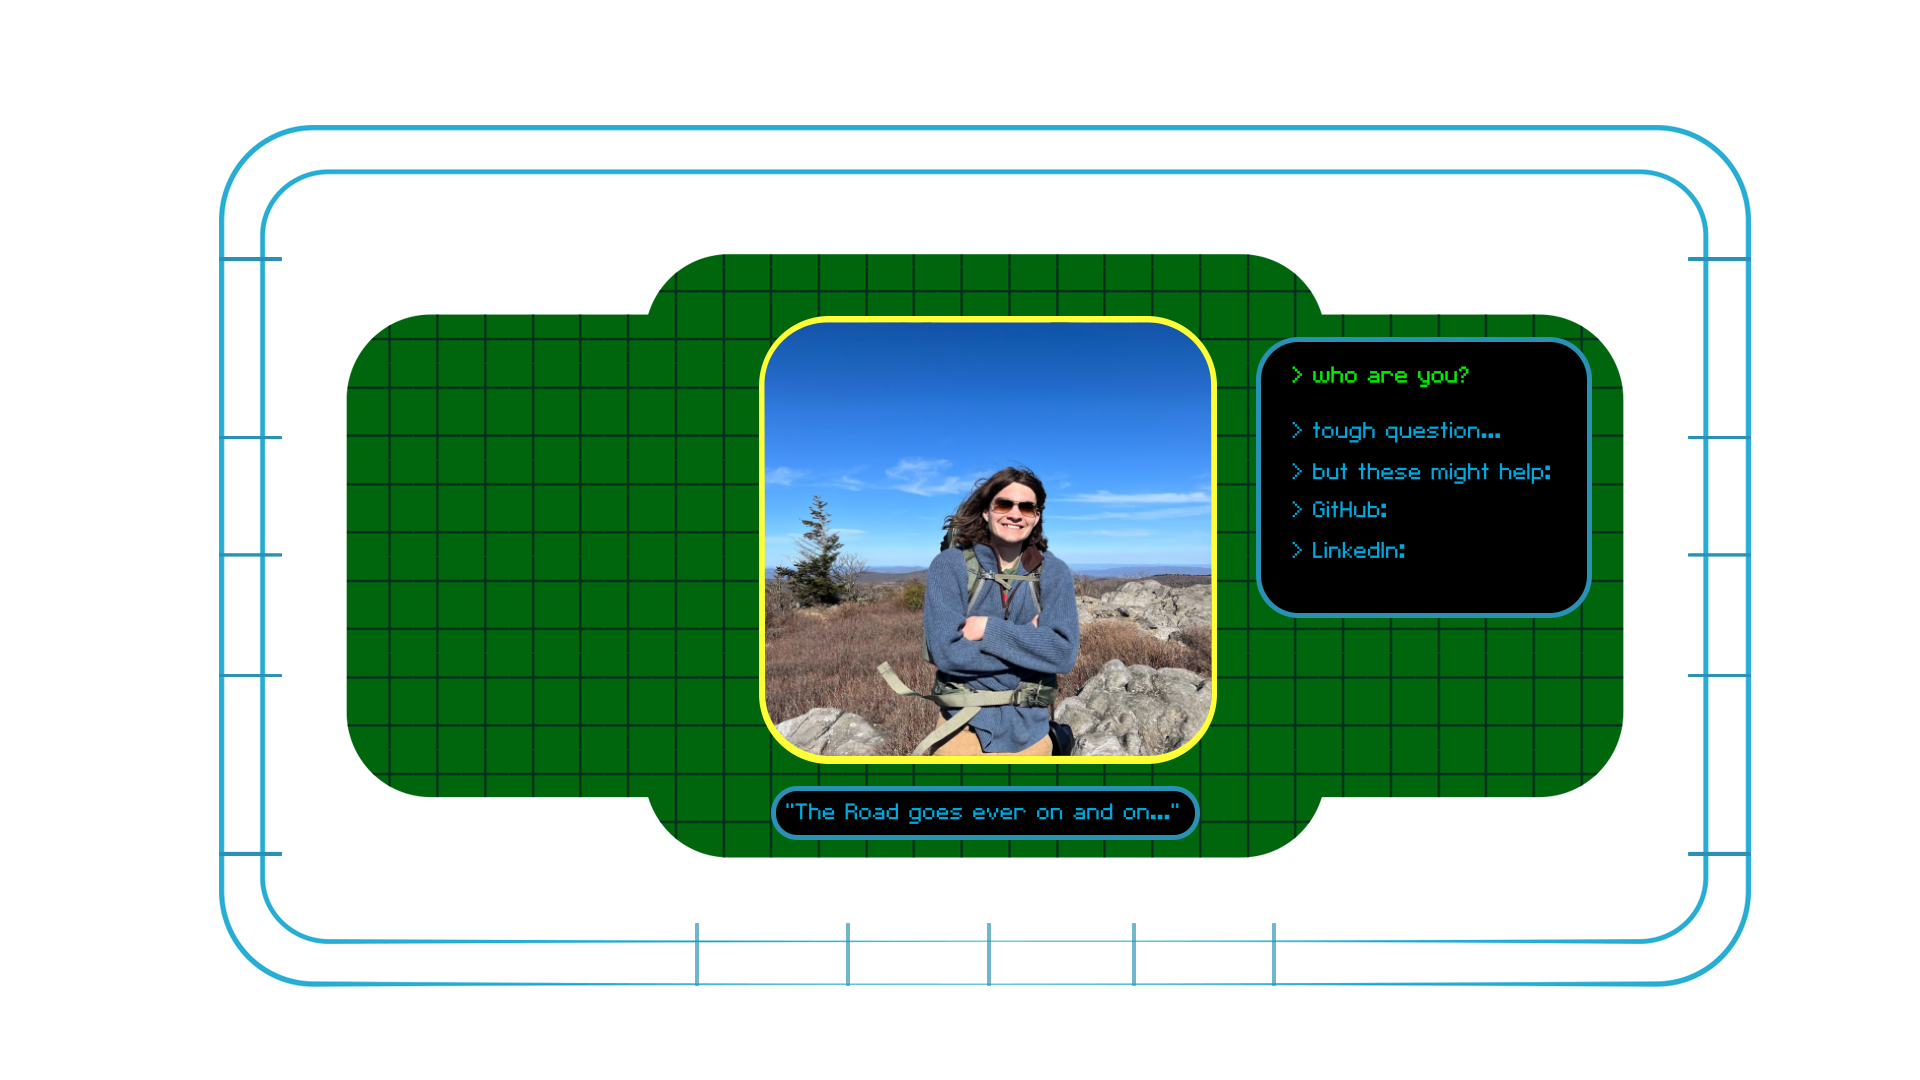 > who are you?
> tough question...
> but these might help:
> GitHub:
> LinkedIn:
"The Road goes ever on and on..."